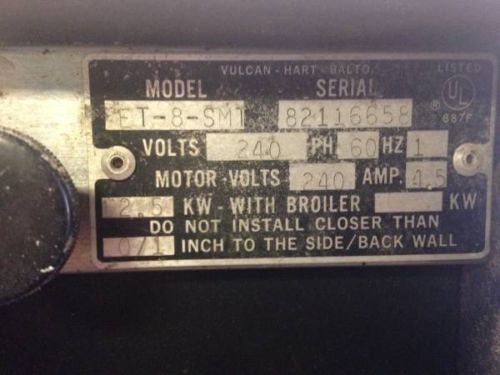 VULCAN-HART-BALTO. LISTED
MODEL SERIAL
ET-8-SMT 82116658 ® UL
VOLTS 240 PH 60 HZ 1 887F
MOTOR-VOLTS 240 AMP. 4.5
2.5 KW-WITH BROILER KW
DO NOT INSTALL CLOSER THAN
0/1 INCH TO THE SIDE/BACK WALL